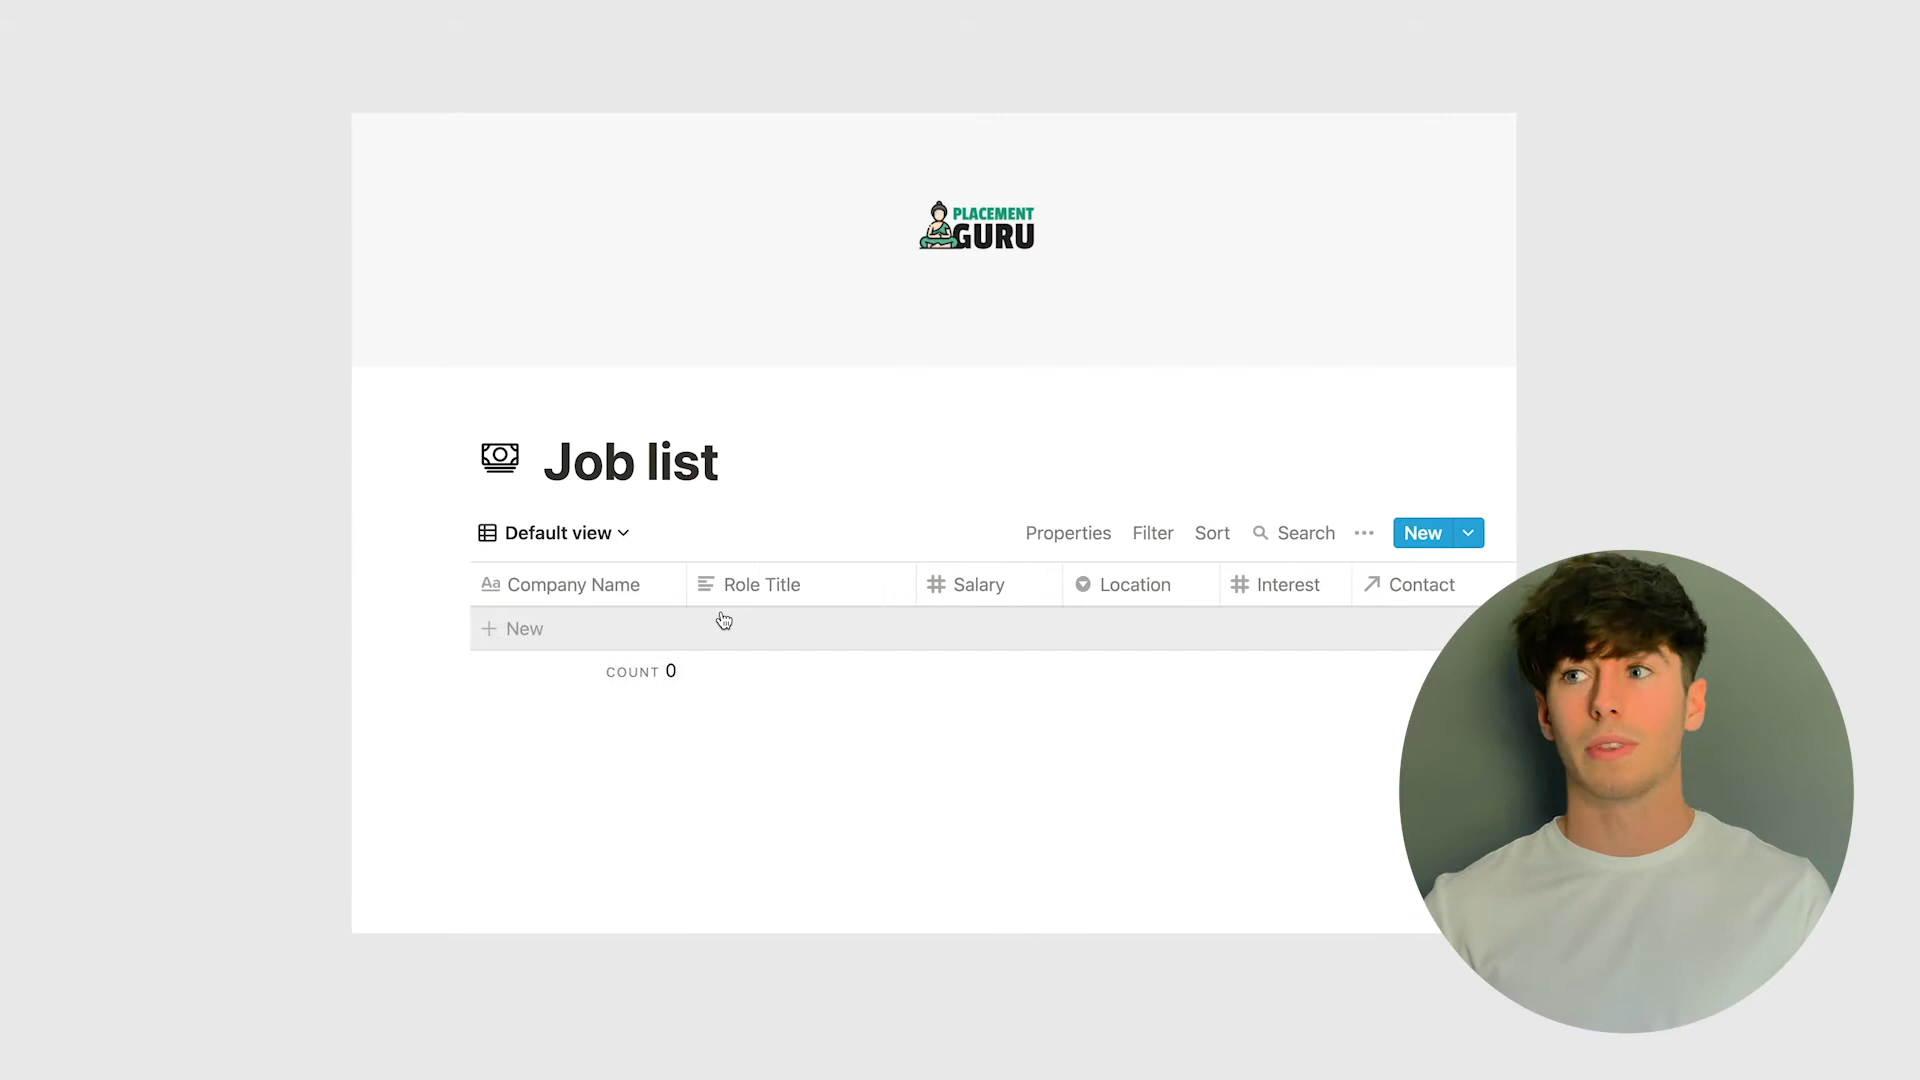 PLACEMENT
GURU
Job list
Default view
Properties Filter Sort Search New
Aa Company Name Role Title Salary Location Interest Contact
+ New
COUNT 0